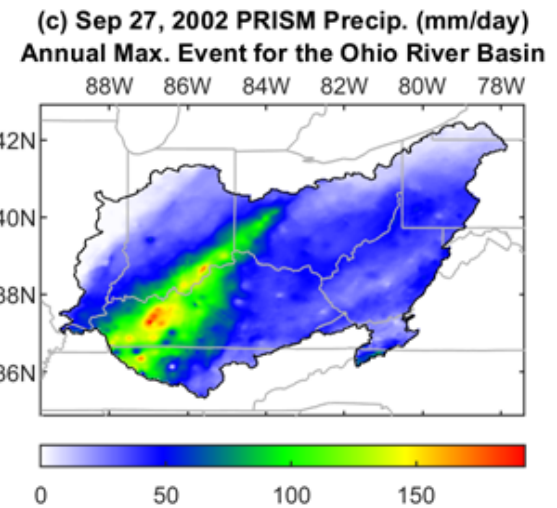 (c) Sep 27, 2002 PRISM Precip. (mm/day)
Annual Max. Event for the Ohio River Basin
88W 86W 84W 82W 80W 78W
42N
40N
38N
36N
0 50 100 150